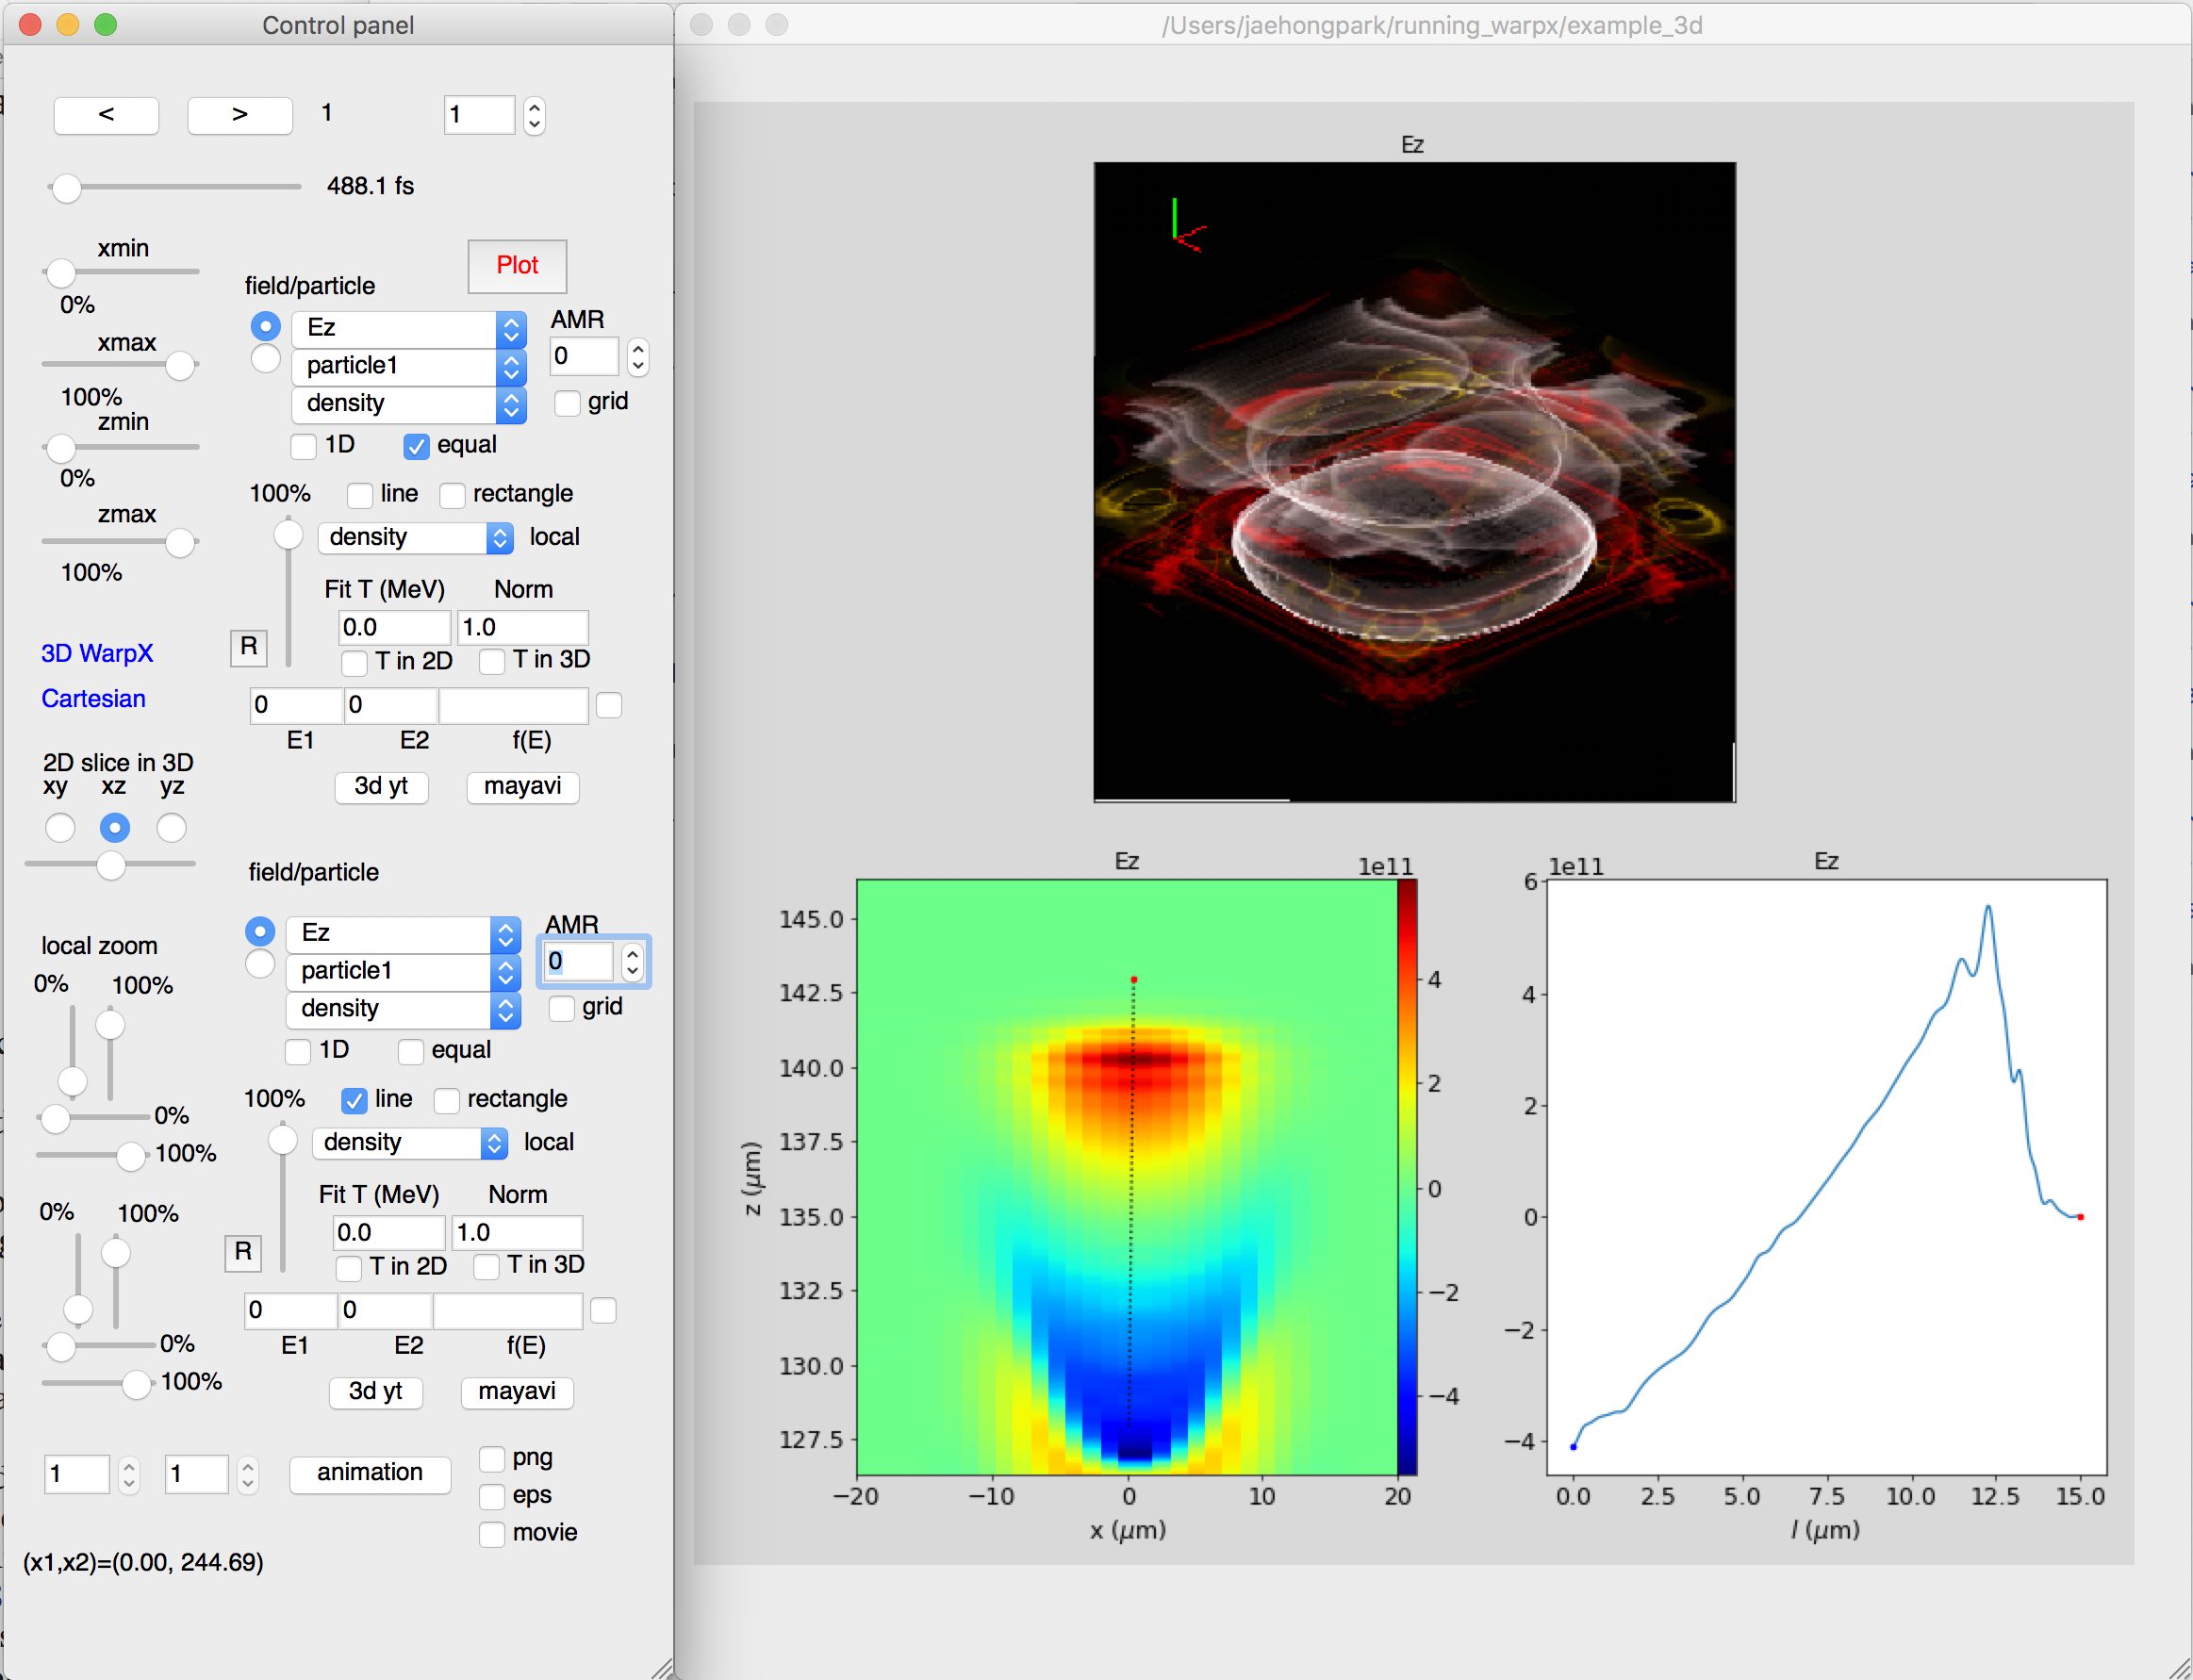 Control panel
< > 1 1
488.1 fs
xmin
0%
xmax
100%
zmin
0%
zmax
100%
3D WarpX
Cartesian
2D slice in 3D
xy xz yz
local zoom
0% 100%
0%
100%
0% 100%
0%
100%
Plot
field/particle
Ez
particle1
density
AMR
0
grid
1D equal
100% line rectangle
density local
Fit T (MeV) Norm
0.0 1.0
R T in 2D T in 3D
0 0
E1 E2 f(E)
3d yt mayavi
field/particle
Ez
particle1
density
AMR
0
grid
1D equal
100% line rectangle
density local
Fit T (MeV) Norm
0.0 1.0
R T in 2D T in 3D
0 0
E1 E2 f(E)
3d yt mayavi
1 1 animation
png
eps
movie
(x1,x2)=(0.00, 244.69)
/Users/jaehongpark/running_warpx/example_3d
Ez
Ez 1e11
145.0
142.5
140.0
137.5
135.0
132.5
130.0
127.5
z (μm)
−20 −10 0 10 20
x (μm)
4
2
0
−2
−4
1e11 Ez
6
4
2
0
−2
−4
0.0 2.5 5.0 7.5 10.0 12.5 15.0
l (μm)